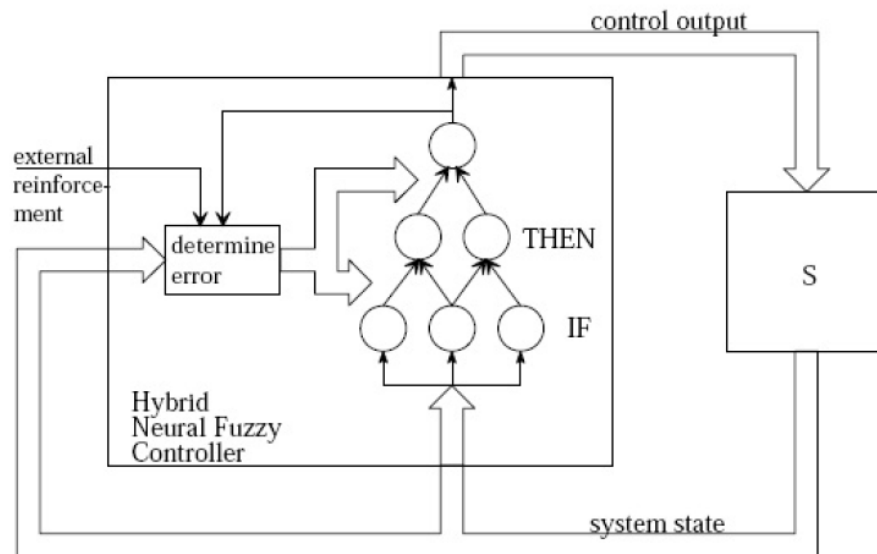 control output
external
reinforce-
ment
determine
error
THEN
S
IF
Hybrid
Neural Fuzzy
Controller
system state